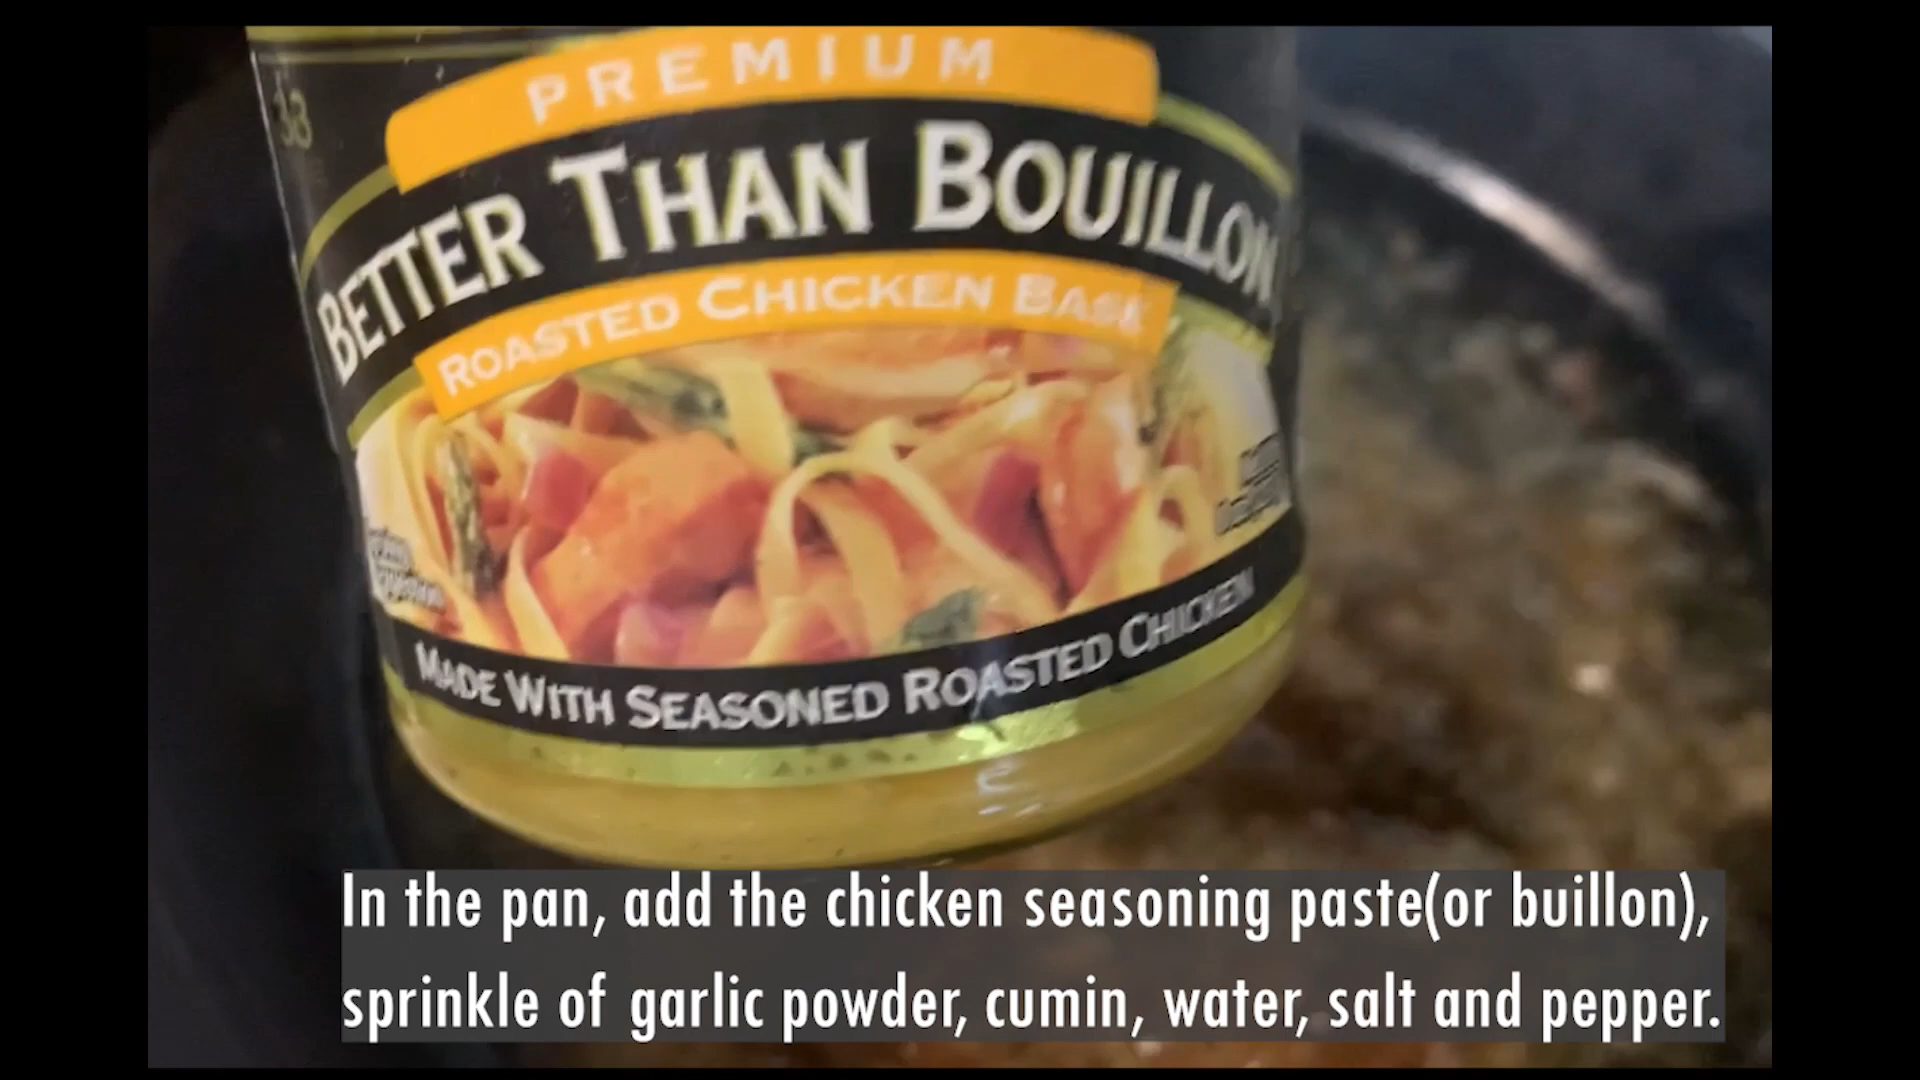 38
PREMIUM
BETTER THAN BOUILLON
ROASTED CHICKEN BASE
MADE WITH SEASONED ROASTED CHICKEN
In the pan, add the chicken seasoning paste(or buillon),
sprinkle of garlic powder, cumin, water, salt and pepper.